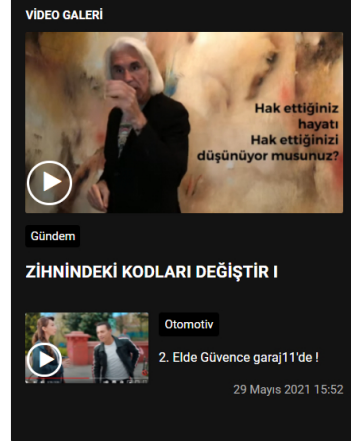 VİDEO GALERİ
Hak ettiğiniz
hayatı
Hak ettiğinizi
düşünüyor musunuz?
Gündem
ZİHNİNDEKİ KODLARI DEĞİŞTİR I
Otomotiv
2. Elde Güvence garaj11'de !
29 Mayıs 2021 15:52